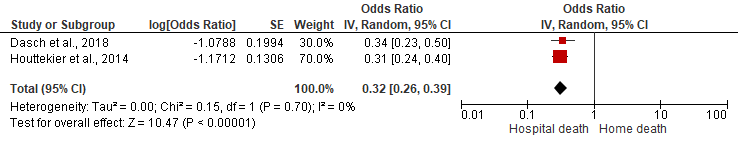 Odds Ratio Odds Ratio
Study or Subgroup log[Odds Ratio] SE Weight IV, Random, 95% CI IV, Random, 95% CI
Dasch et al., 2018 -1.0788 0.1994 30.0% 0.34 [0.23, 0.50]
Houttekier et al., 2014 -1.1712 0.1306 70.0% 0.31 [0.24, 0.40]
Total (95% CI) 100.0% 0.32 [0.26, 0.39]
Heterogeneity: Tau² = 0.00; Chi² = 0.15, df = 1 (P = 0.70); I² = 0%
Test for overall effect: Z = 10.47 (P < 0.00001)
0.01 0.1 1 10 100
Hospital death Home death